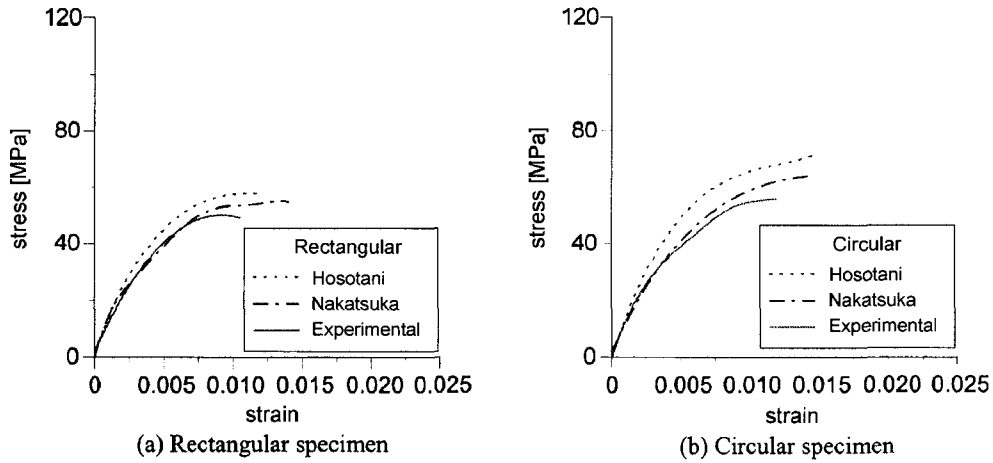 120
80
40
0
stress [MPa]
Rectangular
Hosotani
Nakatsuka
Experimental
0 0.005 0.010 0.015 0.020 0.025
strain
(a) Rectangular specimen
120
80
40
0
stress [MPa]
Circular
Hosotani
Nakatsuka
Experimental
0 0.005 0.010 0.015 0.020 0.025
strain
(b) Circular specimen